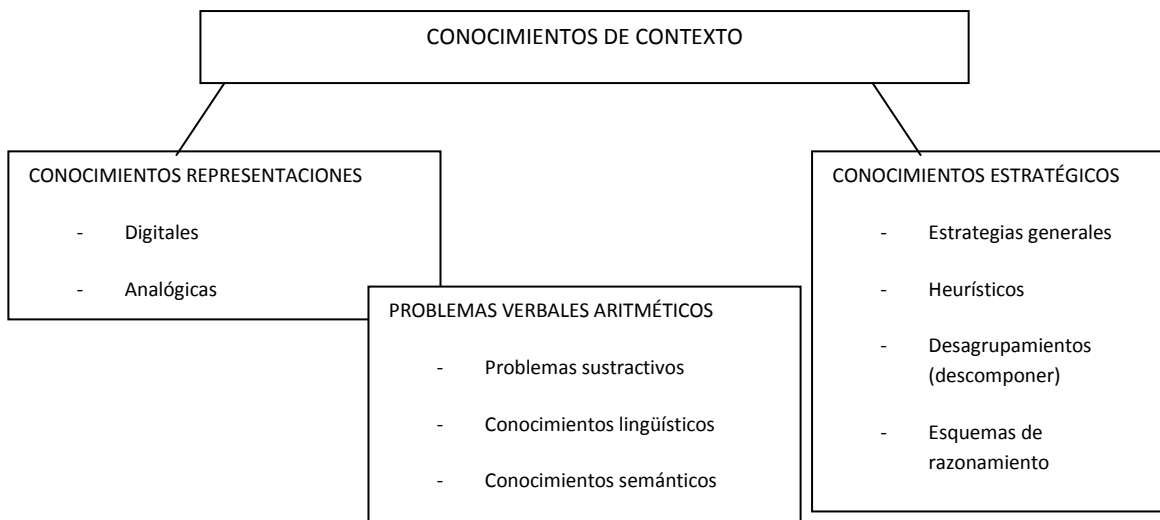 CONOCIMIENTOS DE CONTEXTO
CONOCIMIENTOS REPRESENTACIONES
- Digitales
- Analógicas
PROBLEMAS VERBALES ARITMÉTICOS
- Problemas sustractivos
- Conocimientos lingüísticos
- Conocimientos semánticos
CONOCIMIENTOS ESTRATÉGICOS
- Estrategias generales
- Heurísticos
- Desagrupamientos
(descomponer)
- Esquemas de
razonamiento